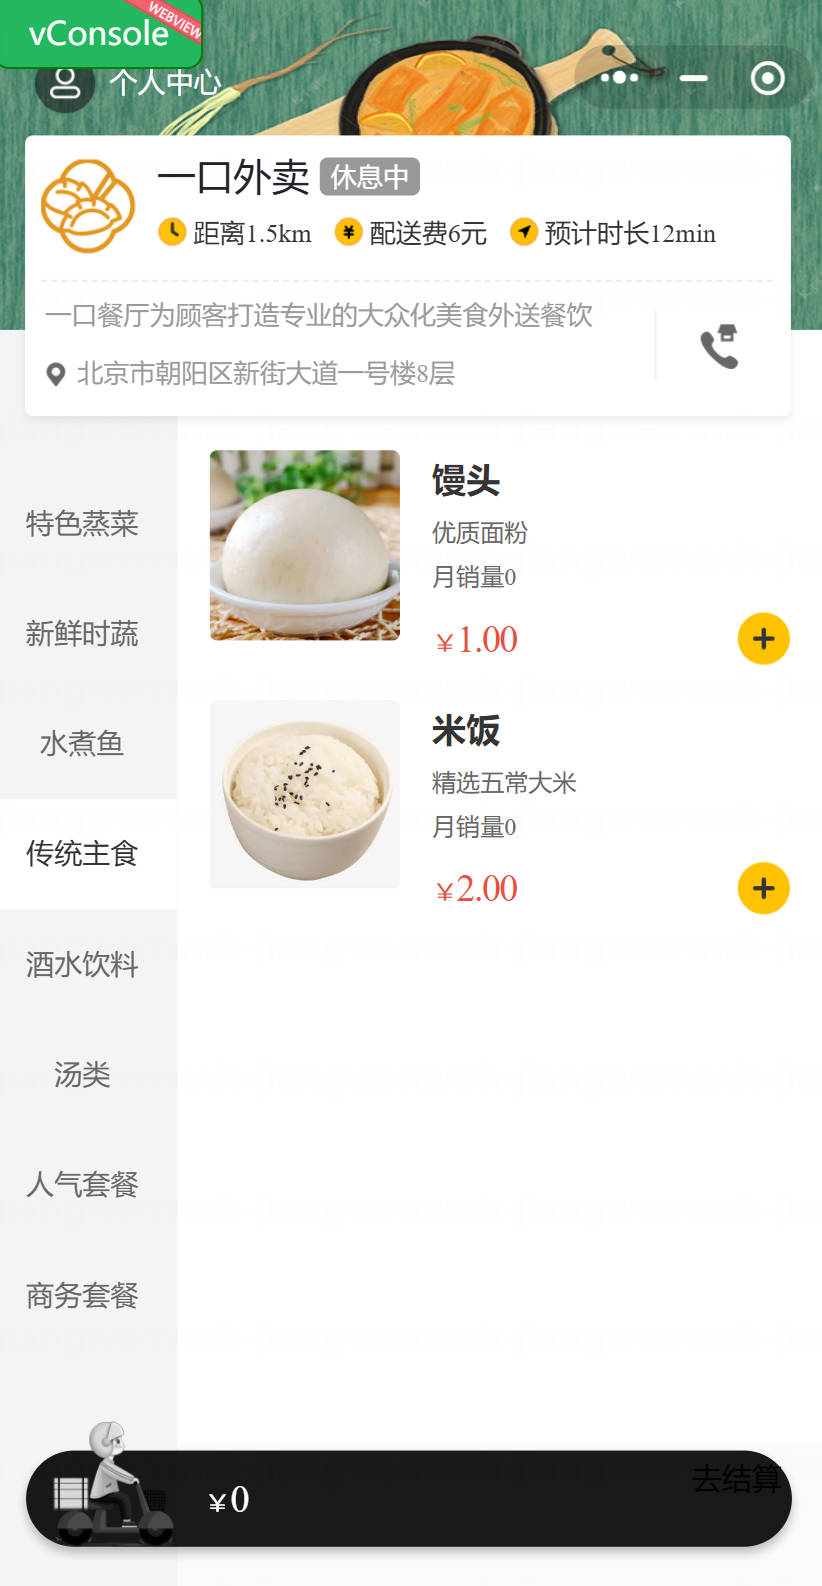 vConsole
WEBVIEW
个人中心
一口外卖 休息中
距离1.5km ¥ 配送费6元 预计时长12min
一口餐厅为顾客打造专业的大众化美食外送餐饮
北京市朝阳区新街大道一号楼8层
特色蒸菜
新鲜时蔬
水煮鱼
传统主食
酒水饮料
汤类
人气套餐
商务套餐
馒头
优质面粉
月销量0
¥1.00
米饭
精选五常大米
月销量0
¥2.00
¥0
去结算